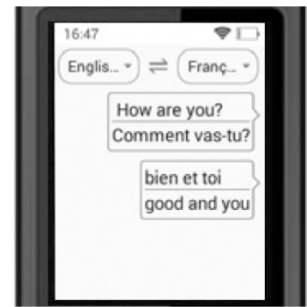 16:47
Englis... Franç...
How are you?
Comment vas-tu?
bien et toi
good and you